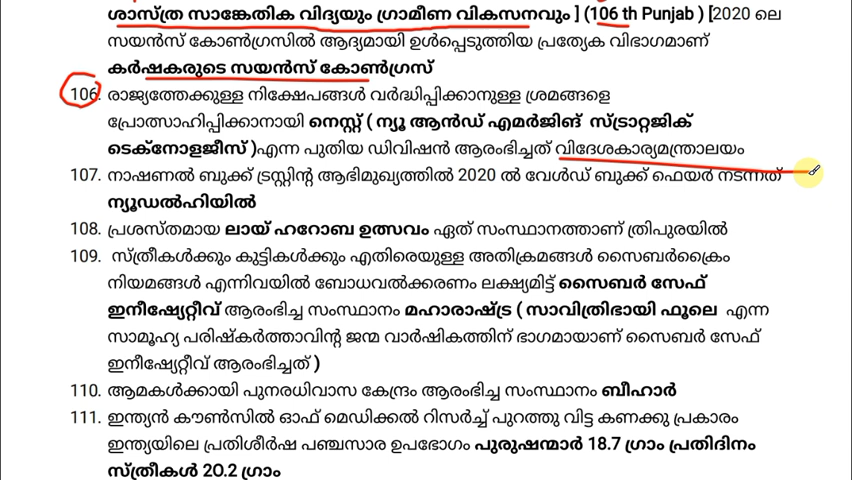 ശാസ്ത്ര സാങ്കേതിക വിദ്യയും ഗ്രാമീണ വികസനവും ] (106 th Punjab ) [2020 ലെ
സയൻസ് കോൺഗ്രസിൽ ആദ്യമായി ഉൾപ്പെടുത്തിയ പ്രത്യേക വിഭാഗമാണ്
കർഷകരുടെ സയൻസ് കോൺഗ്രസ്
106. രാജ്യത്തേക്കുള്ള നിക്ഷേപങ്ങൾ വർദ്ധിപ്പിക്കാനുള്ള ശ്രമങ്ങളെ
പ്രോത്സാഹിപ്പിക്കാനായി നെസ്റ്റ് ( ന്യൂ ആൻഡ് എമർജിങ് സ്ട്രാറ്റജിക്
ടെക്നോളജീസ് )എന്ന പുതിയ ഡിവിഷൻ ആരംഭിച്ചത് വിദേശകാര്യമന്ത്രാലയം
107. നാഷണൽ ബുക്ക് ട്രസ്റ്റിന്റ ആഭിമുഖ്യത്തിൽ 2020 ൽ വേൾഡ് ബുക്ക് ഫെയർ നടന്നത്
ന്യൂഡൽഹിയിൽ
108. പ്രശസ്തമായ ലായ് ഹറോബ ഉത്സവം ഏത് സംസ്ഥാനത്താണ് ത്രിപുരയിൽ
109. സ്ത്രീകൾക്കും കുട്ടികൾക്കും എതിരെയുള്ള അതിക്രമങ്ങൾ സൈബർക്രൈം
നിയമങ്ങൾ എന്നിവയിൽ ബോധവൽക്കരണം ലക്ഷ്യമിട്ട് സൈബർ സേഫ്
ഇനീഷ്യേറ്റീവ് ആരംഭിച്ച സംസ്ഥാനം മഹാരാഷ്ട്ര ( സാവിത്രിഭായി ഫൂലെ എന്ന
സാമൂഹ്യ പരിഷ്കർത്താവിന്റ ജന്മ വാർഷികത്തിന് ഭാഗമായാണ് സൈബർ സേഫ്
ഇനീഷ്യേറ്റീവ് ആരംഭിച്ചത് )
110. ആമകൾക്കായി പുനരധിവാസ കേന്ദ്രം ആരംഭിച്ച സംസ്ഥാനം ബീഹാർ
111. ഇന്ത്യൻ കൗൺസിൽ ഓഫ് മെഡിക്കൽ റിസർച്ച് പുറത്തു വിട്ട കണക്കു പ്രകാരം
ഇന്ത്യയിലെ പ്രതിശീർഷ പഞ്ചസാര ഉപഭോഗം പുരുഷന്മാർ 18.7 ഗ്രാം പ്രതിദിനം
സ്ത്രീകൾ 20.2 ഗ്രാം